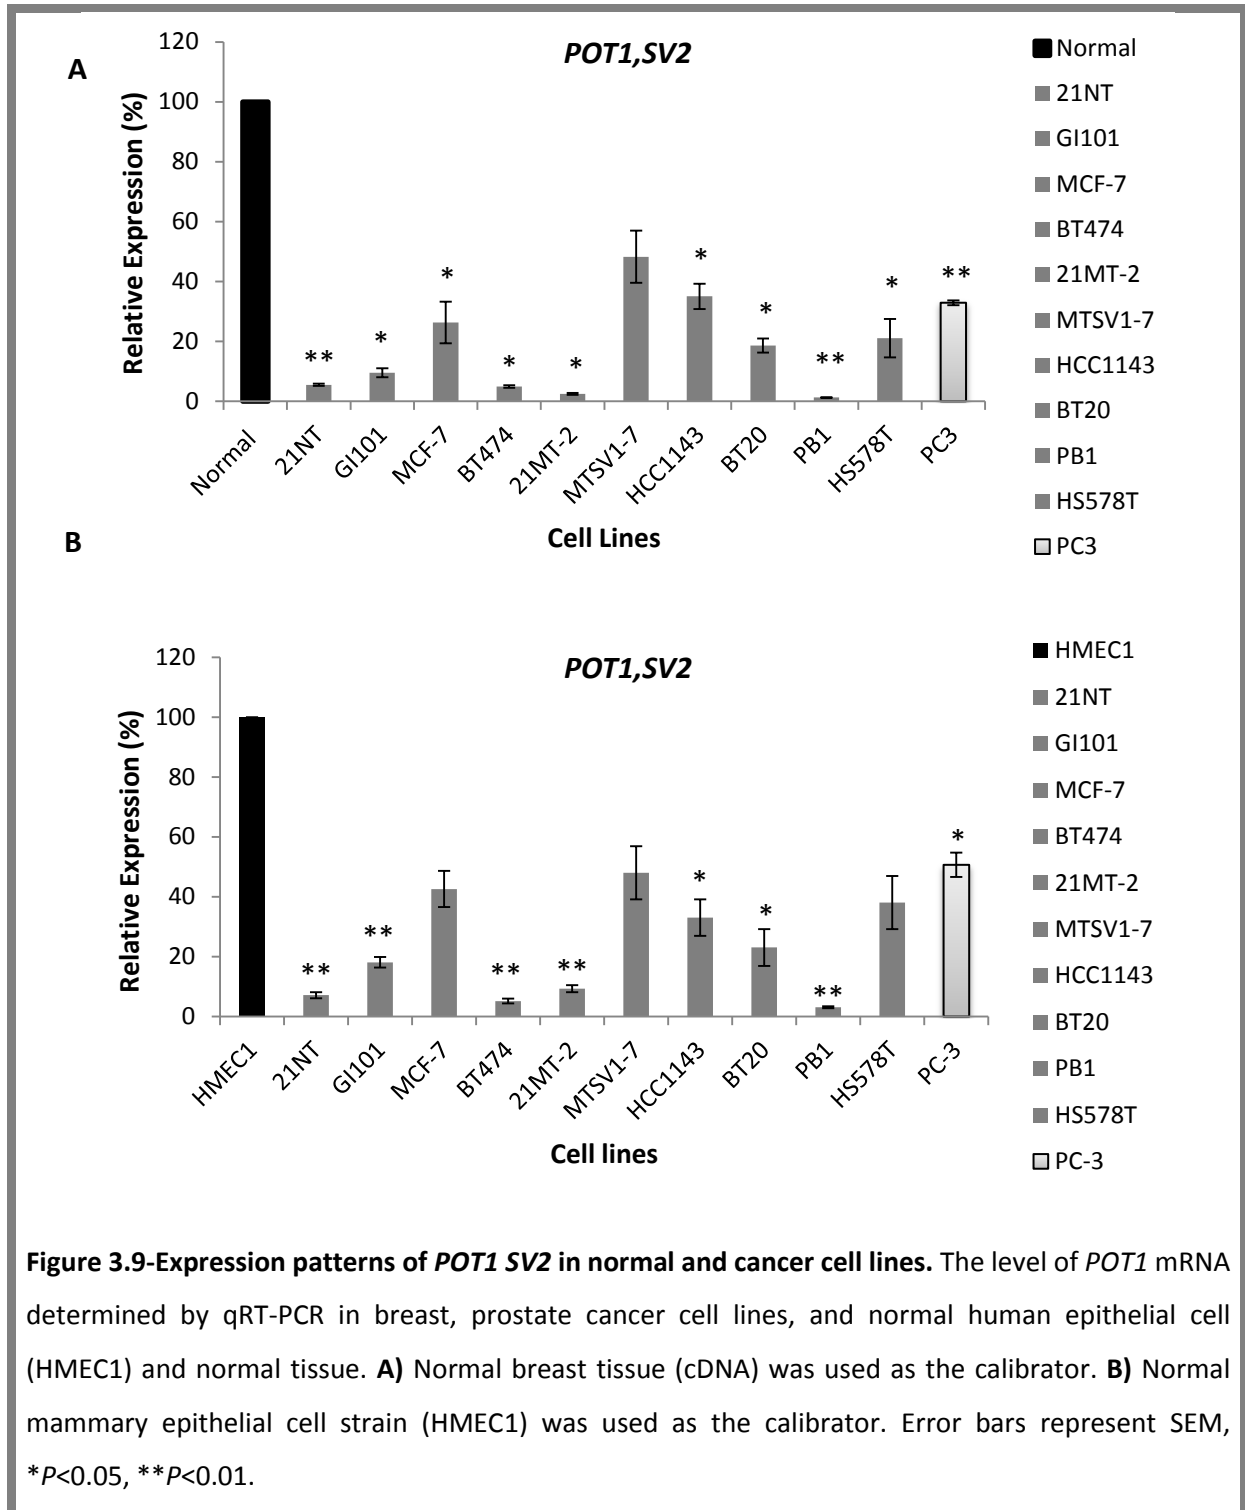 A
POT1,SV2
Relative Expression (%)
120
100
80
60
40
20
0
**
*
*
*
*
*
*
**
*
**
Normal
21NT
GI101
MCF-7
BT474
21MT-2
MTSV1-7
HCC1143
BT20
PB1
HS578T
PC3
Cell Lines
Normal
21NT
GI101
MCF-7
BT474
21MT-2
MTSV1-7
HCC1143
BT20
PB1
HS578T
PC3
B
POT1,SV2
Relative Expression (%)
120
100
80
60
40
20
0
**
**
**
**
*
*
**
*
HMEC1
21NT
GI101
MCF-7
BT474
21MT-2
MTSV1-7
HCC1143
BT20
PB1
HS578T
PC-3
Cell lines
HMEC1
21NT
GI101
MCF-7
BT474
21MT-2
MTSV1-7
HCC1143
BT20
PB1
HS578T
PC-3
Figure 3.9-Expression patterns of POT1 SV2 in normal and cancer cell lines. The level of POT1 mRNA
determined by qRT-PCR in breast, prostate cancer cell lines, and normal human epithelial cell
(HMEC1) and normal tissue. A) Normal breast tissue (cDNA) was used as the calibrator. B) Normal
mammary epithelial cell strain (HMEC1) was used as the calibrator. Error bars represent SEM,
*P<0.05, **P<0.01.